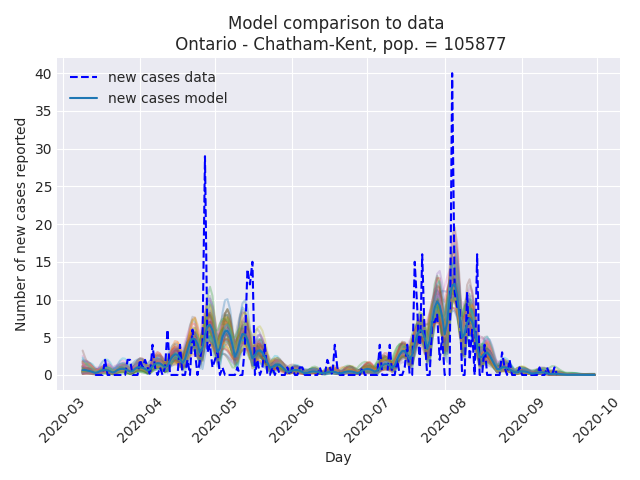 Model comparison to data
Ontario - Chatham-Kent, pop. = 105877
new cases data
new cases model
Number of new cases reported
40
35
30
25
20
15
10
5
0
2020-03
2020-04
2020-05
2020-06
2020-07
2020-08
2020-09
2020-10
Day